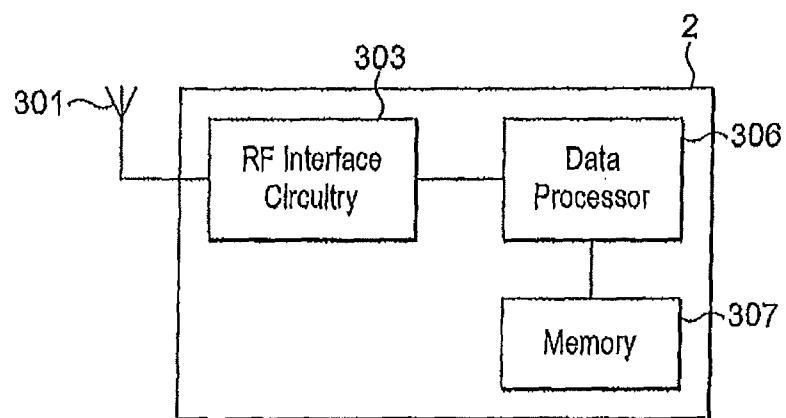 2
303
301
RF Interface
Circuitry
Data
Processor
306
Memory
307